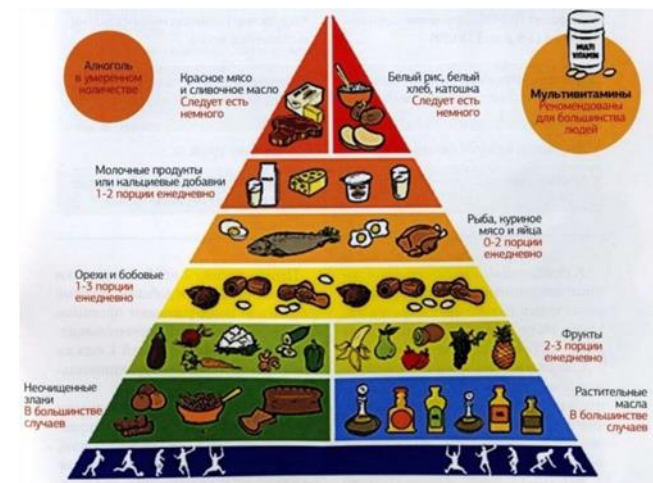 Алкоголь
в умеренном
количестве
Красное мясо
и сливочное масло
Следует есть
немного
Белый рис, белый
хлеб, катошка
Следует есть
немного
MULTI
VITAMIN
Мультивитамины
Рекомендованы
для большинства
людей
Молочные продукты
или кальциевые добавки
1-2 порции ежедневно
Рыба, куриное
мясо и яйца
0-2 порции
ежедневно
Орехи и бобовые
1-3 порции
ежедневно
Фрукты
2-3 порции
ежедневно
Неочищенные
злаки
В большинстве
случаев
Растительные
масла
В большинстве
случаев